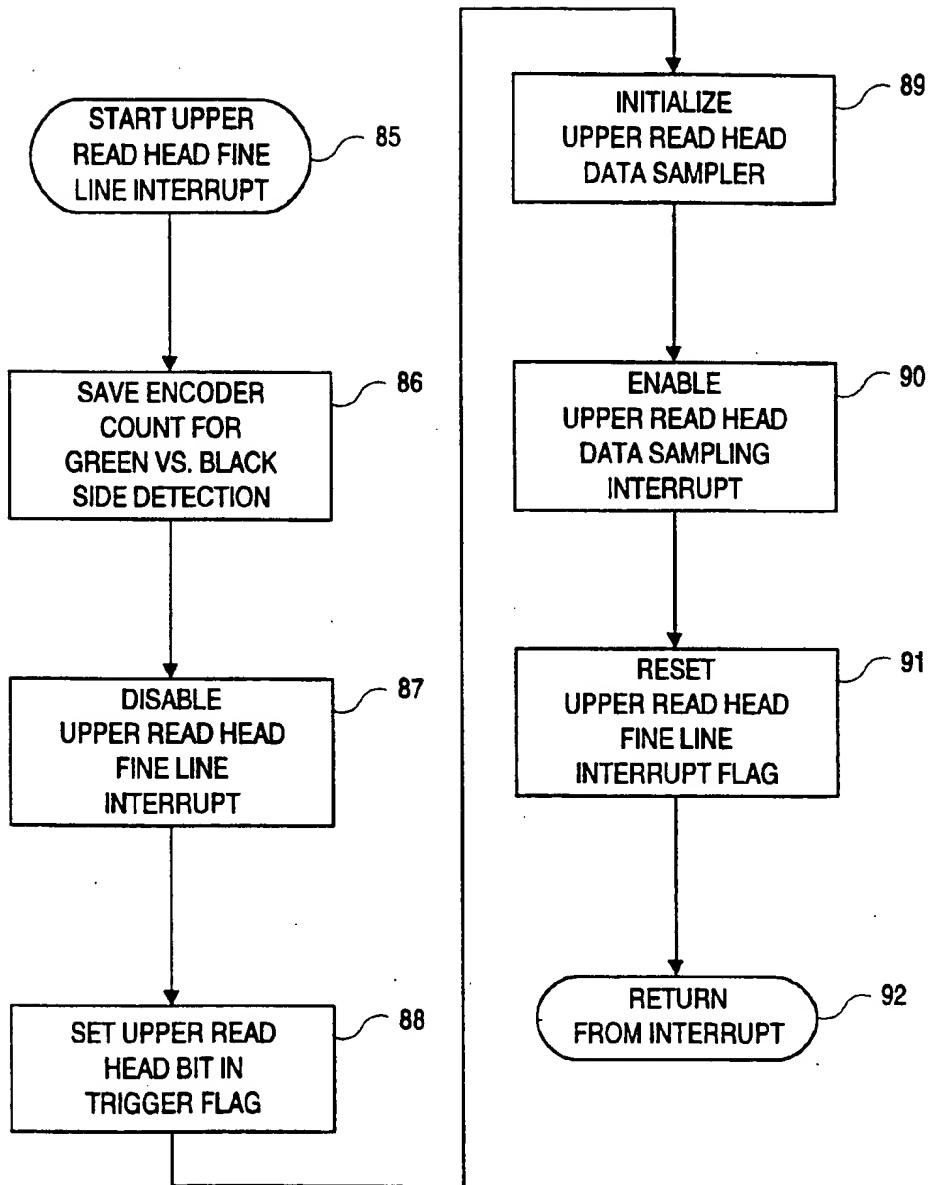 START UPPER
READ HEAD FINE
LINE INTERRUPT
85
SAVE ENCODER
COUNT FOR
GREEN VS. BLACK
SIDE DETECTION
86
DISABLE
UPPER READ HEAD
FINE LINE
INTERRUPT
87
SET UPPER READ
HEAD BIT IN
TRIGGER FLAG
88
INITIALIZE
UPPER READ HEAD
DATA SAMPLER
89
ENABLE
UPPER READ HEAD
DATA SAMPLING
INTERRUPT
90
RESET
UPPER READ HEAD
FINE LINE
INTERRUPT FLAG
91
RETURN
FROM INTERRUPT
92